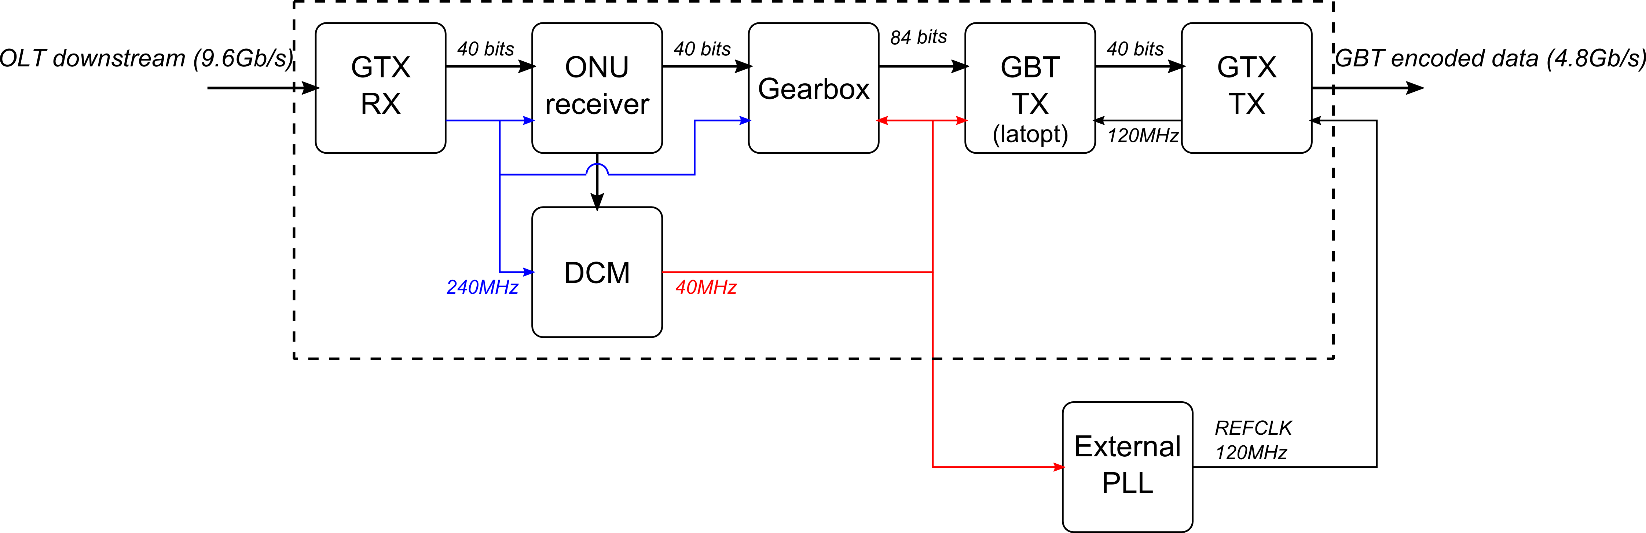 OLT downstream (9.6Gb/s)
GTX
RX
40 bits
ONU
receiver
40 bits
Gearbox
84 bits
GBT
TX
(latopt)
40 bits
120MHz
GTX
TX
GBT encoded data (4.8Gb/s)
240MHz
DCM
40MHz
External
PLL
REFCLK
120MHz